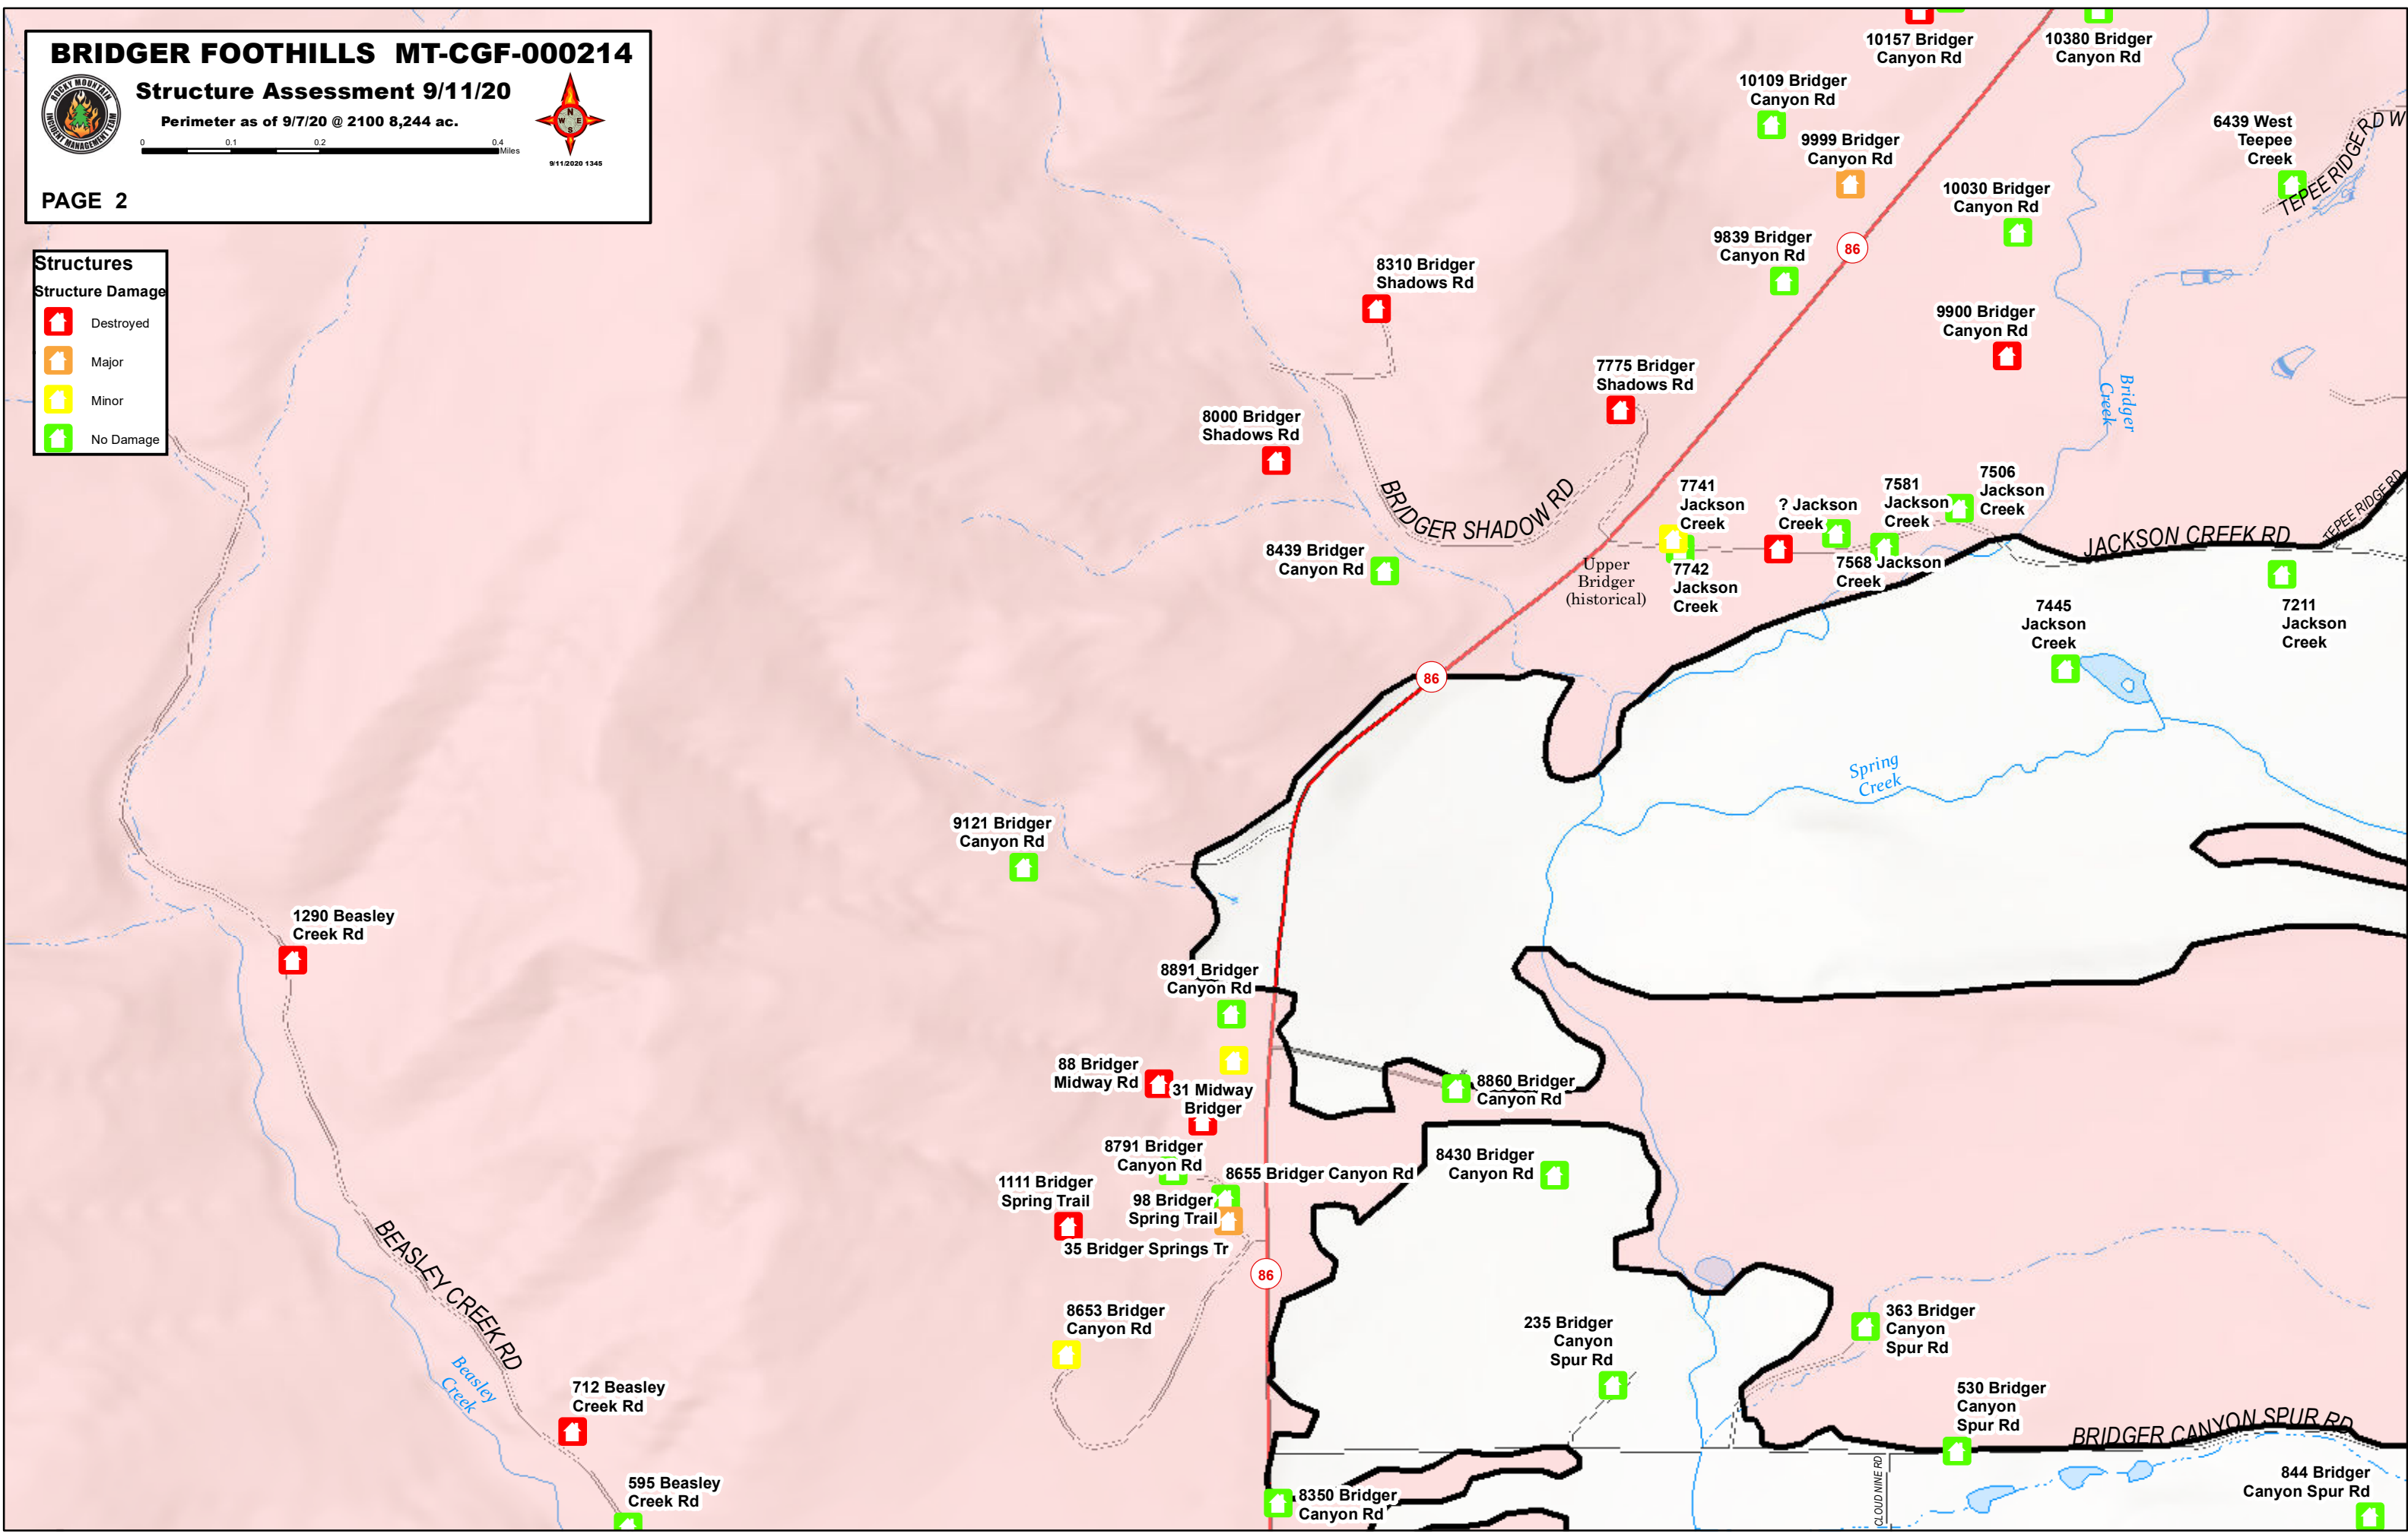 BRIDGER FOOTHILLS MT-CGF-000214
ROCKY MOUNTAIN
INCIDENT MANAGEMENT TEAM
Structure Assessment 9/11/20
Perimeter as of 9/7/20 @ 2100 8,244 ac.
0 0.1 0.2 0.4
Miles
N
W E
S
9/11/2020 1345
PAGE 2
Structures
Structure Damage
Destroyed
Major
Minor
No Damage
10157 Bridger
Canyon Rd
10380 Bridger
Canyon Rd
10109 Bridger
Canyon Rd
9999 Bridger
Canyon Rd
6439 West
Teepee
Creek
TEPEE RIDGE RD W
10030 Bridger
Canyon Rd
9839 Bridger
Canyon Rd
86
8310 Bridger
Shadows Rd
9900 Bridger
Canyon Rd
7775 Bridger
Shadows Rd
Bridger
Creek
8000 Bridger
Shadows Rd
BRIDGER SHADOW RD
7741
Jackson
Creek
? Jackson
Creek
7581
Jackson
Creek
7506
Jackson
Creek
TEPEE RIDGE RD
JACKSON CREEK RD
8439 Bridger
Canyon Rd
Upper
Bridger
(historical)
7742
Jackson
Creek
7568 Jackson
Creek
7445
Jackson
Creek
7211
Jackson
Creek
86
Spring
Creek
9121 Bridger
Canyon Rd
1290 Beasley
Creek Rd
8891 Bridger
Canyon Rd
88 Bridger
Midway Rd
31 Midway
Bridger
8860 Bridger
Canyon Rd
8791 Bridger
Canyon Rd
8655 Bridger Canyon Rd
8430 Bridger
Canyon Rd
1111 Bridger
Spring Trail
98 Bridger
Spring Trail
35 Bridger Springs Tr
86
BEASLEY CREEK RD
8653 Bridger
Canyon Rd
235 Bridger
Canyon
Spur Rd
363 Bridger
Canyon
Spur Rd
Beasley
Creek
712 Beasley
Creek Rd
530 Bridger
Canyon
Spur Rd
BRIDGER CANYON SPUR RD
CLOUD NINE RD
595 Beasley
Creek Rd
8350 Bridger
Canyon Rd
844 Bridger
Canyon Spur Rd